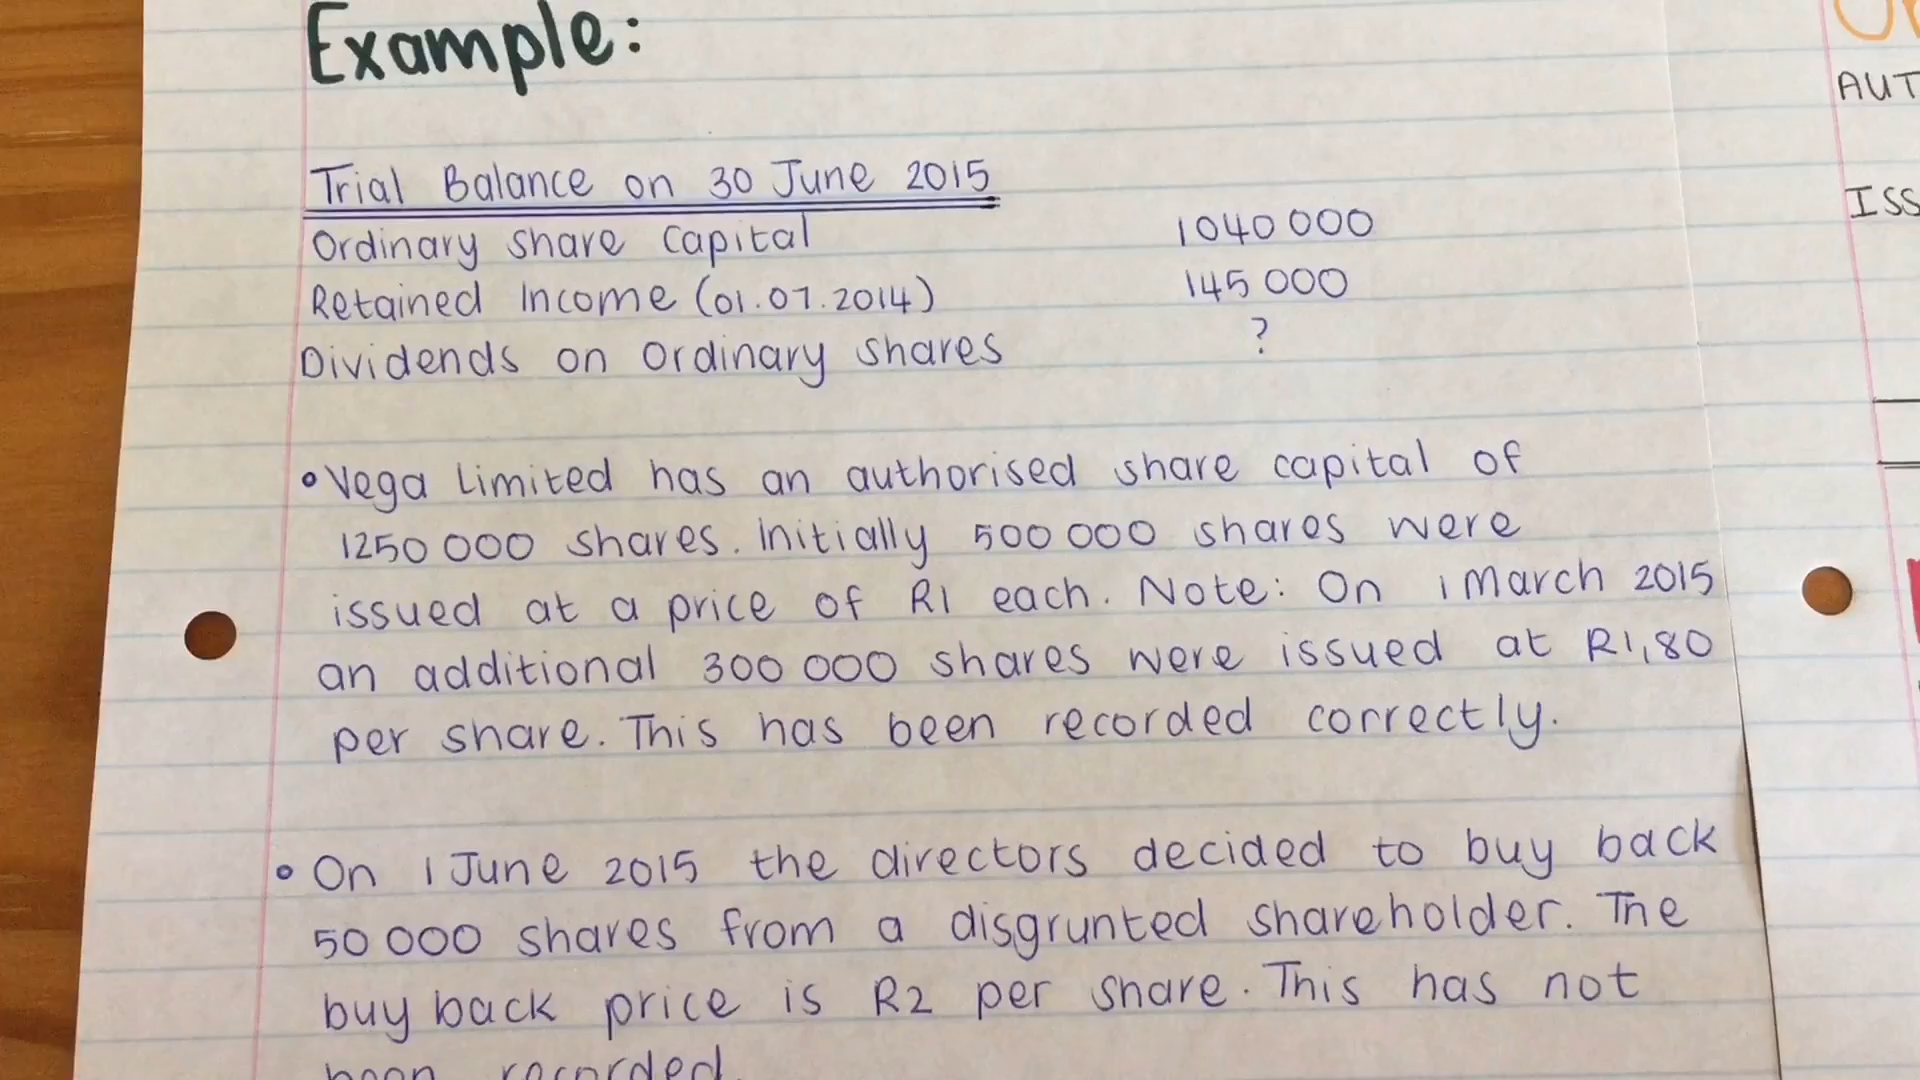 Example:
Trial Balance on 30 June 2015
Ordinary Share Capital 1040 000
Retained Income (01.07.2014) 145 000
Dividends on Ordinary Shares ?
• Vega Limited has an authorised share capital of
1250 000 shares. Initially 500 000 shares were
issued at a price of R1 each. Note: On 1 March 2015
an additional 300 000 shares were issued at R1,80
per share. This has been recorded correctly.
• On 1 June 2015 the directors decided to buy back
50 000 shares from a disgrunted shareholder. The
buy back price is R2 per share. This has not
been recorded.
AUT
ISS